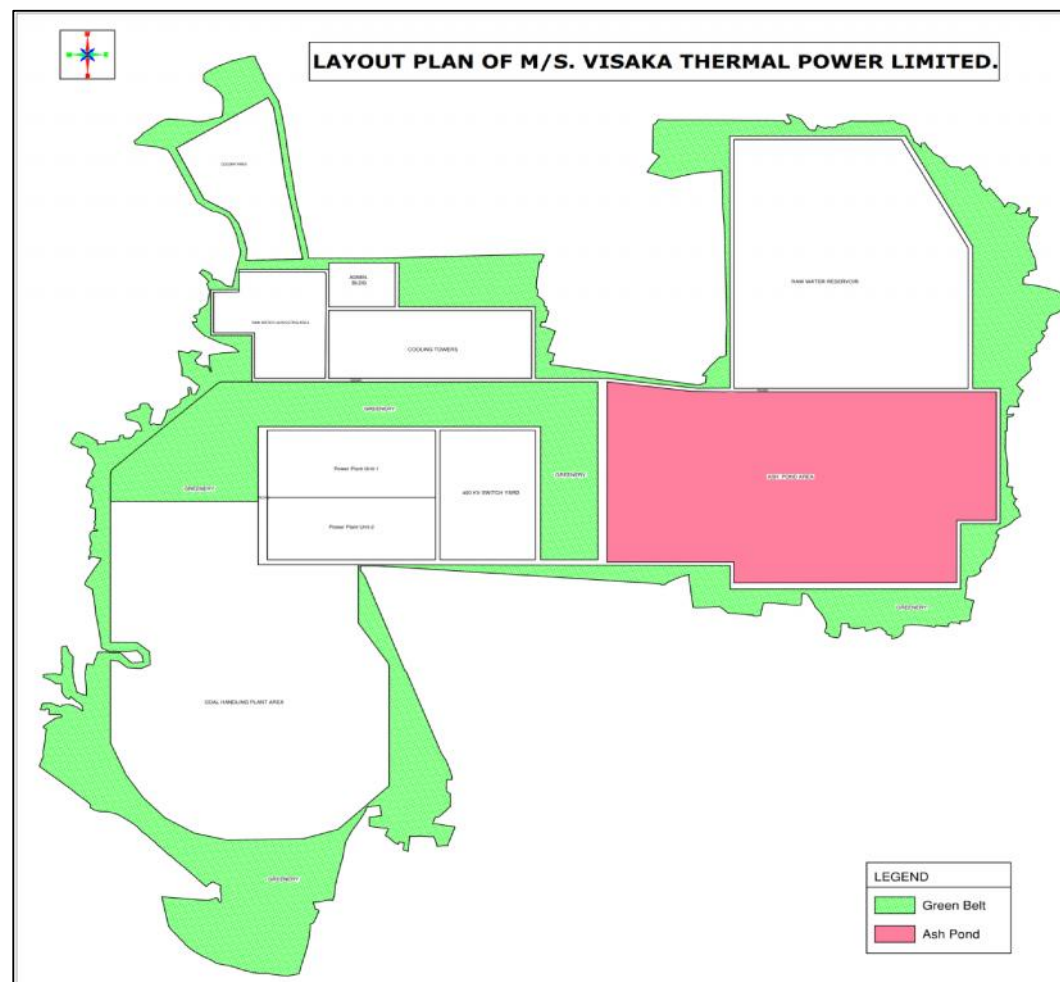 LAYOUT PLAN OF M/S. VISAKA THERMAL POWER LIMITED.
ADMIN.
BLDG
RAW WATER RESERVOIR
COOLING TOWERS
GREENERY
Power Plant Unit-1
GREENERY
GREENERY
400 KV SWITCH YARD
ASH POND AREA
Power Plant Unit-2
GREENERY
COAL HANDLING PLANT AREA
GREENERY
LEGEND
Green Belt
Ash Pond